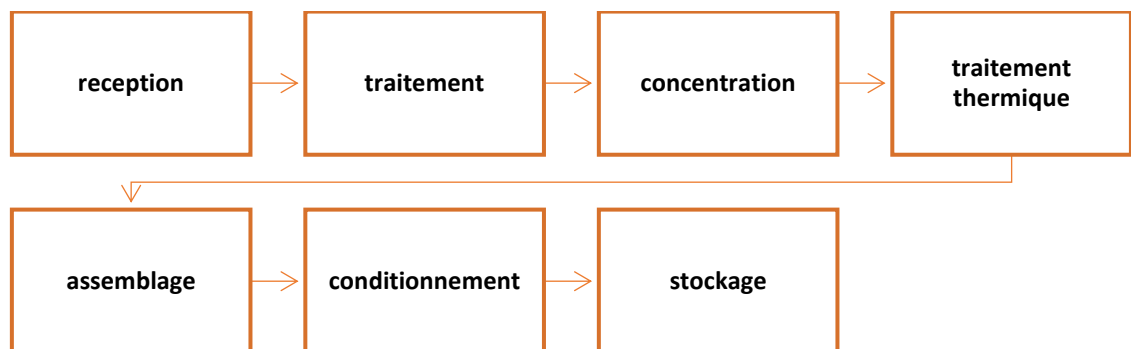 reception
traitement
concentration
traitement
thermique
assemblage
conditionnement
stockage